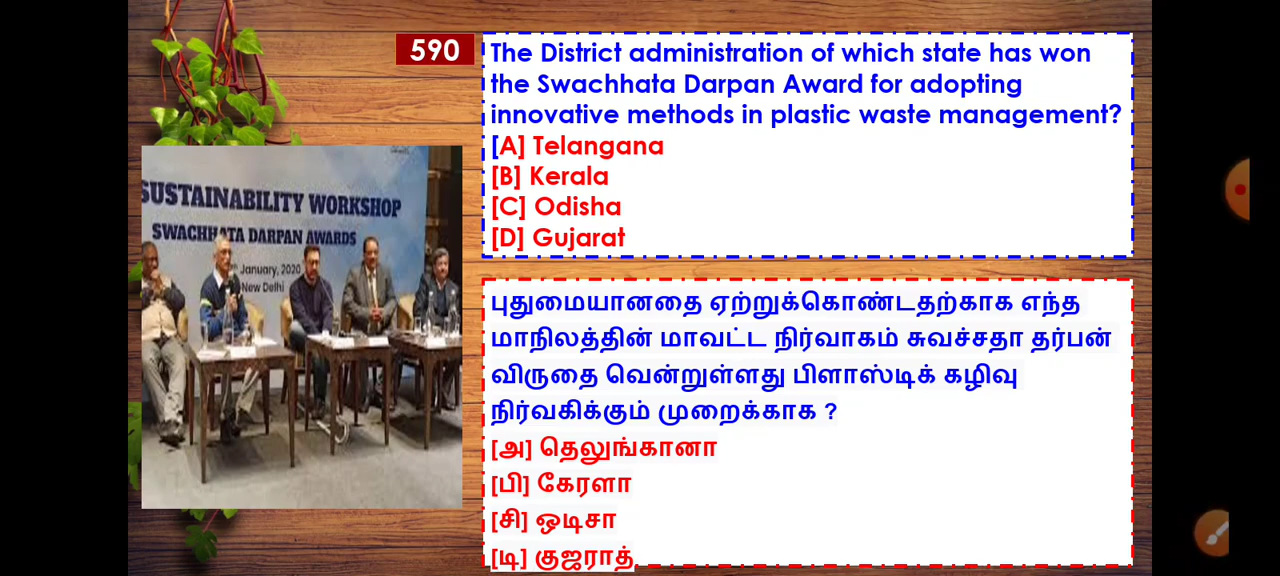 590
The District administration of which state has won
the Swachhata Darpan Award for adopting
innovative methods in plastic waste management?
[A] Telangana
[B] Kerala
[C] Odisha
[D] Gujarat
SUSTAINABILITY WORKSHOP
SWACHHATA DARPAN AWARDS
January, 2020
New Delhi
புதுமையானதை ஏற்றுக்கொண்டதற்காக எந்த
மாநிலத்தின் மாவட்ட நிர்வாகம் சுவச்சதா தர்பன்
விருதை வென்றுள்ளது பிளாஸ்டிக் கழிவு
நிர்வகிக்கும் முறைக்காக ?
[அ] தெலுங்கானா
[பி] கேரளா
[சி] ஒடிசா
[டி] குஜராத்